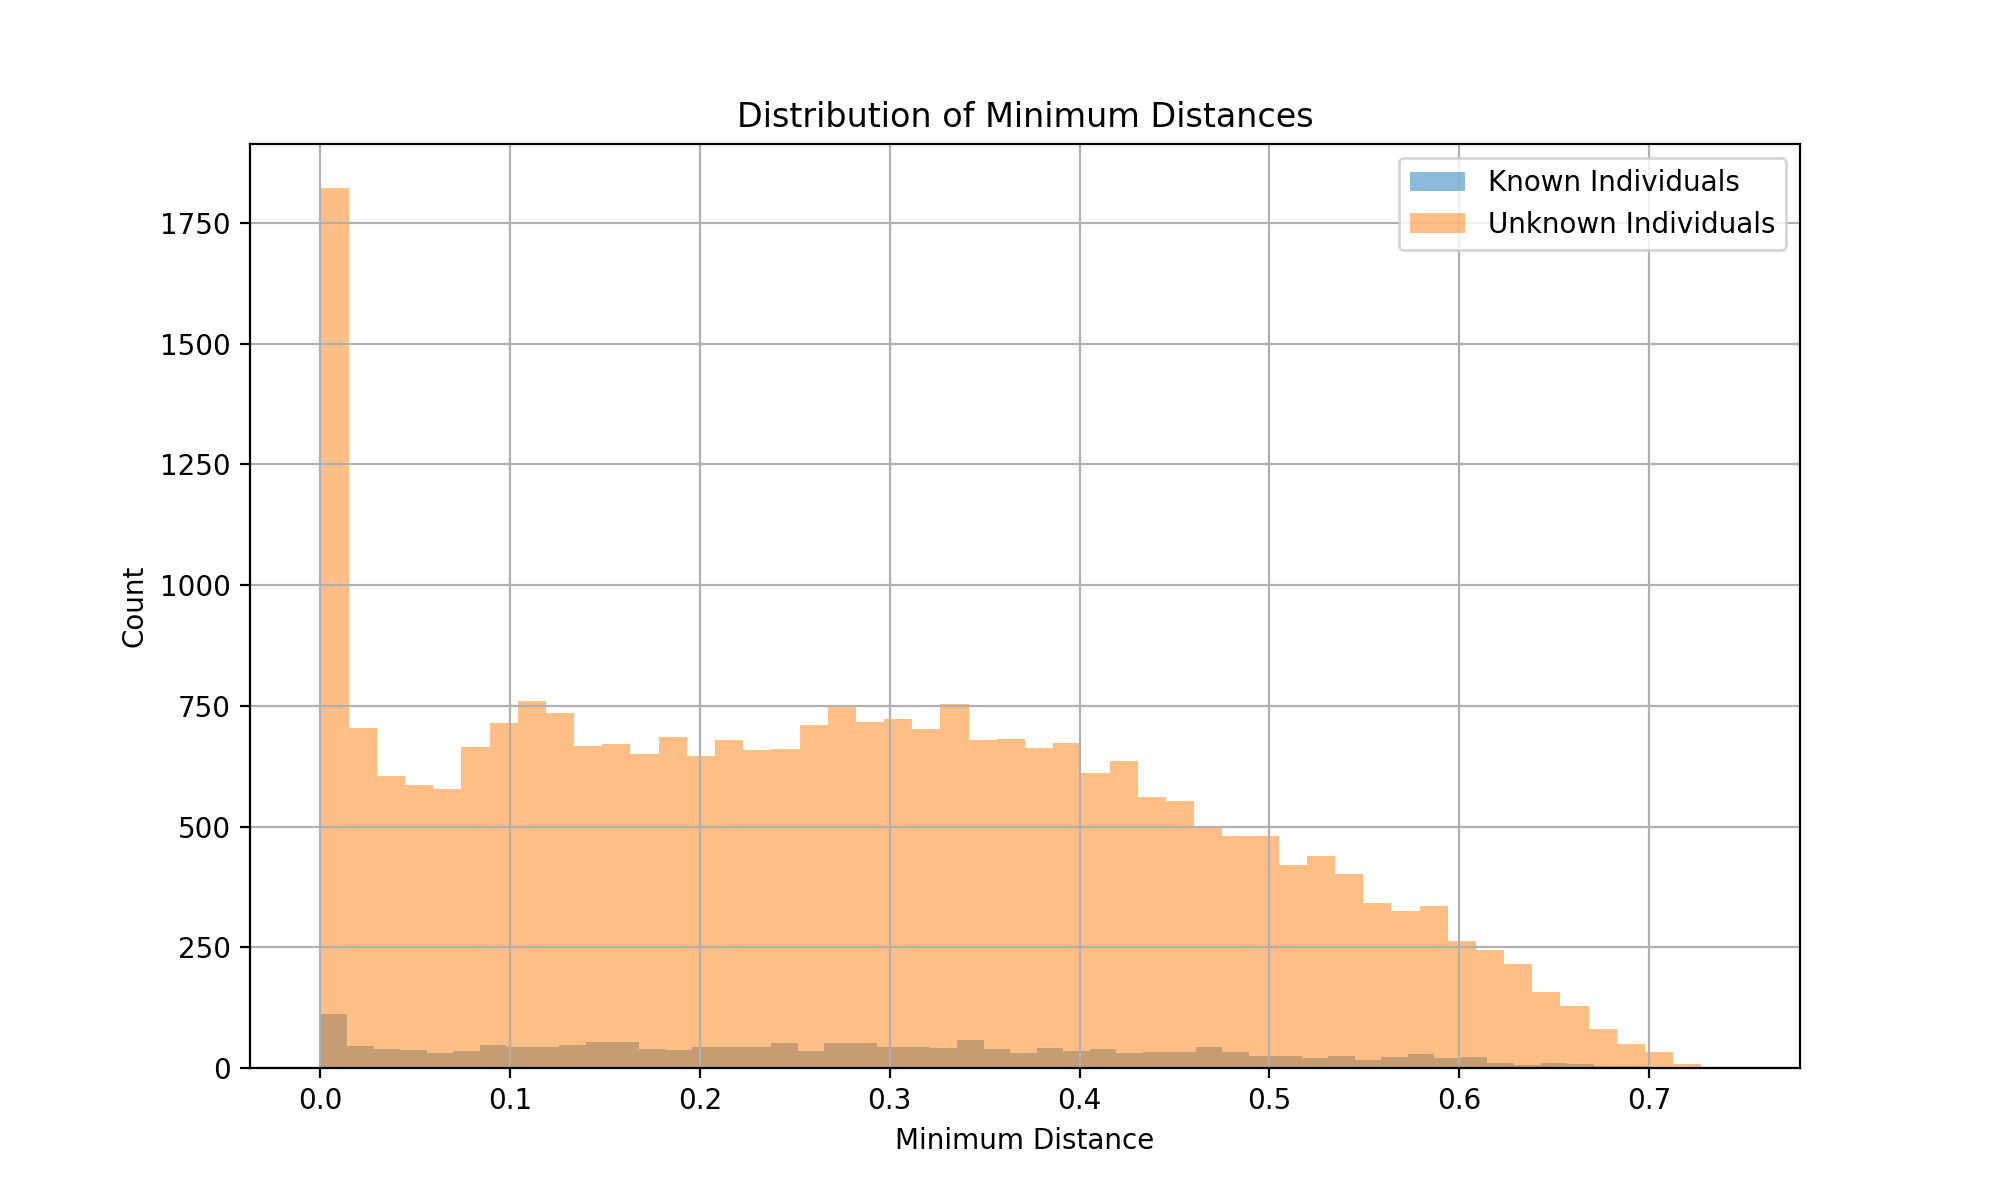 Distribution of Minimum Distances
Known Individuals
Unknown Individuals
1750
1500
1250
1000
750
500
250
0
Count
0.0 0.1 0.2 0.3 0.4 0.5 0.6 0.7
Minimum Distance